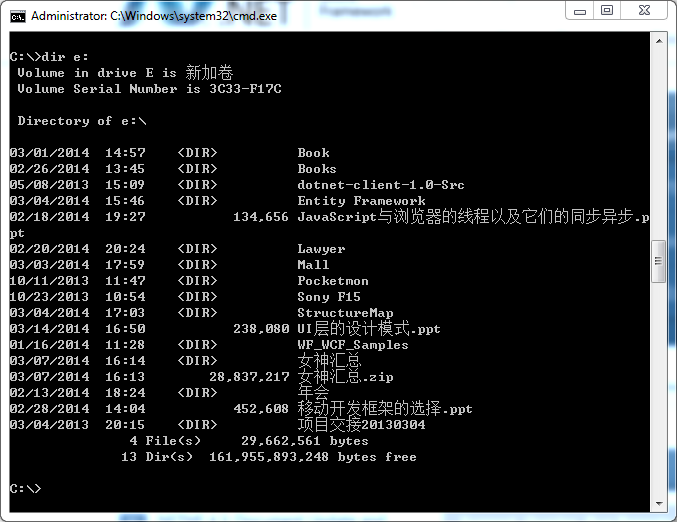 Administrator: C:\Windows\system32\cmd.exe
.NET Framework
C:\>dir e:
 Volume in drive E is 新加卷
 Volume Serial Number is 3C33-F17C
 Directory of e:\
03/01/2014  14:57    <DIR>          Book
02/26/2014  13:45    <DIR>          Books
05/08/2013  15:09    <DIR>          dotnet-client-1.0-Src
03/04/2014  15:46    <DIR>          Entity Framework
02/18/2014  19:27           134,656 JavaScript与浏览器的线程以及它们的同步异步.p
pt
02/20/2014  20:24    <DIR>          Lawyer
03/03/2014  17:59    <DIR>          Mall
10/11/2013  11:47    <DIR>          Pocketmon
10/23/2013  10:54    <DIR>          Sony F15
03/04/2014  17:03    <DIR>          StructureMap
03/14/2014  16:50           238,080 UI层的设计模式.ppt
01/16/2014  11:28    <DIR>          WF_WCF_Samples
03/07/2014  16:14    <DIR>          女神汇总
03/07/2014  16:13        28,837,217 女神汇总.zip
02/13/2014  18:24    <DIR>          年会
02/28/2014  14:04           452,608 移动开发框架的选择.ppt
03/04/2013  20:15    <DIR>          项目交接20130304
               4 File(s)     29,662,561 bytes
              13 Dir(s)  161,955,893,248 bytes free
C:\>